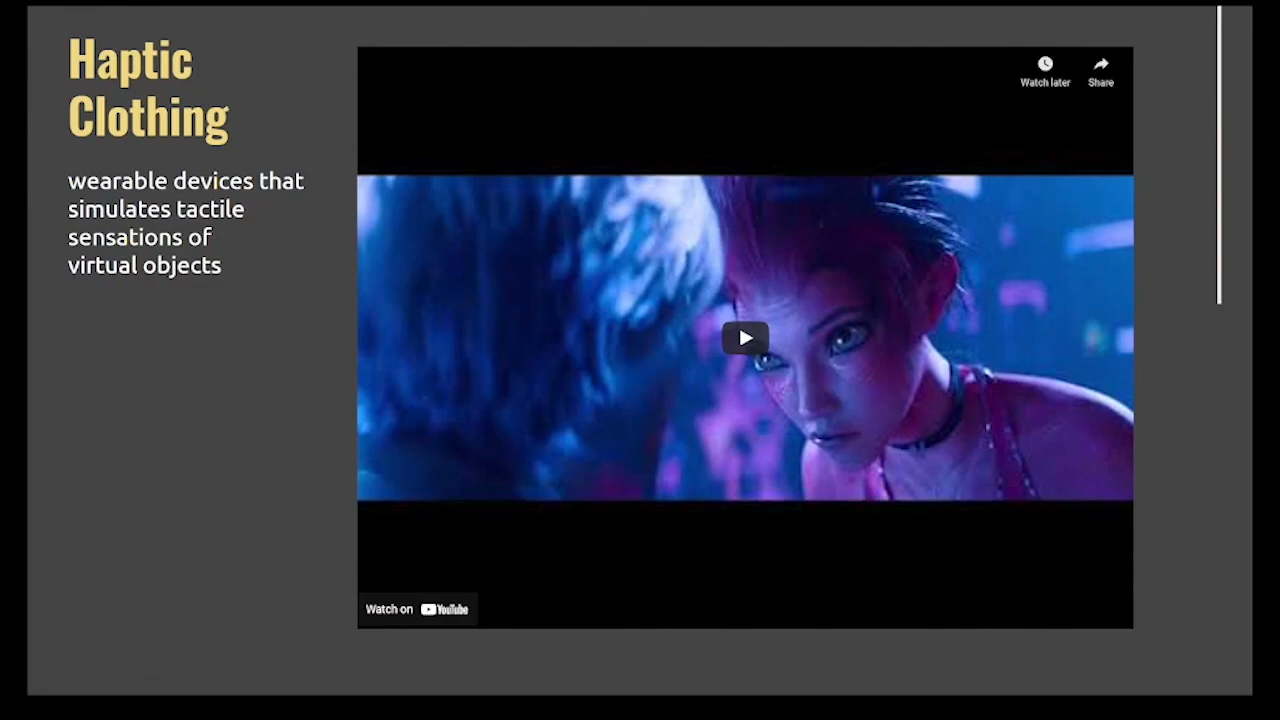 Haptic
Clothing
wearable devices that
simulates tactile
sensations of
virtual objects
Watch later
Share
Watch on YouTube